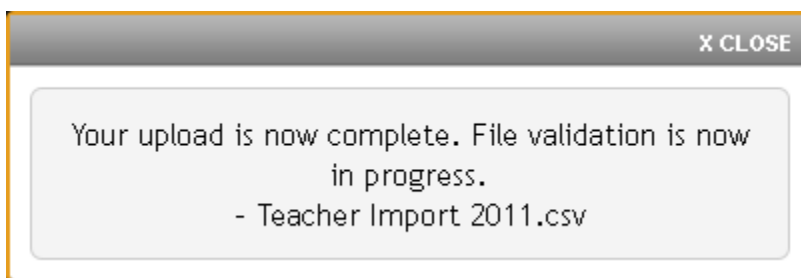 X CLOSE
Your upload is now complete. File validation is now
in progress.
- Teacher Import 2011.csv